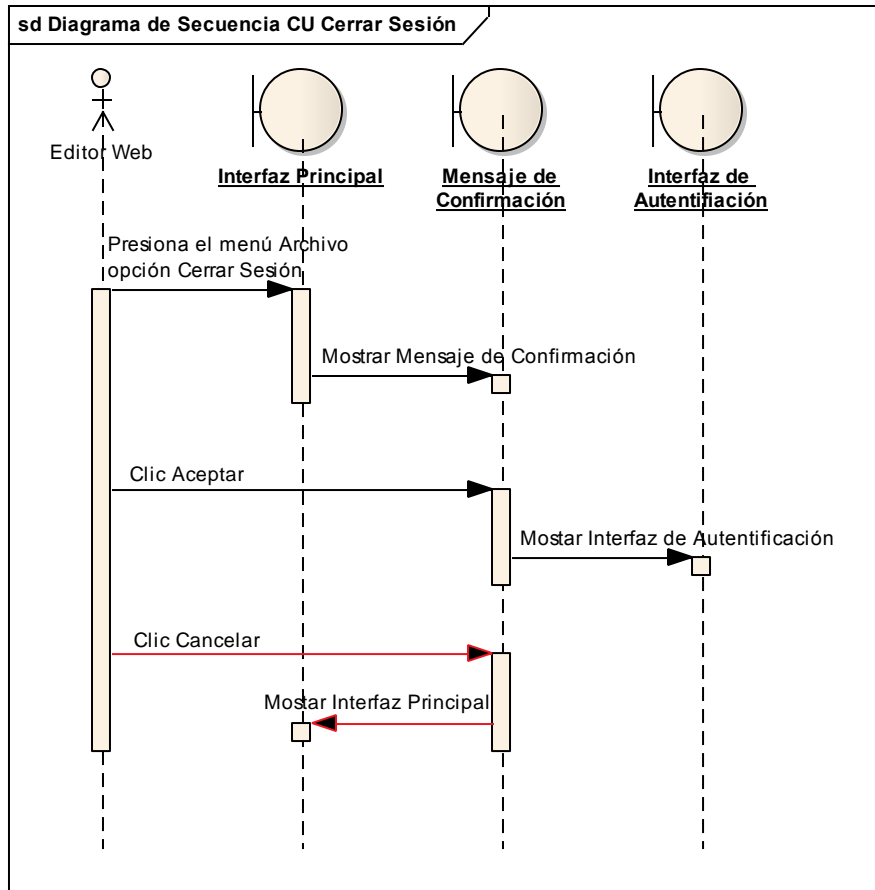 sd Diagrama de Secuencia CU Cerrar Sesión
Editor Web
Interfaz Principal
Mensaje de
Confirmación
Interfaz de
Autentifiación
Presiona el menú Archivo
opción Cerrar Sesión
Mostrar Mensaje de Confirmación
Clic Aceptar
Mostar Interfaz de Autentificación
Clic Cancelar
Mostar Interfaz Principal